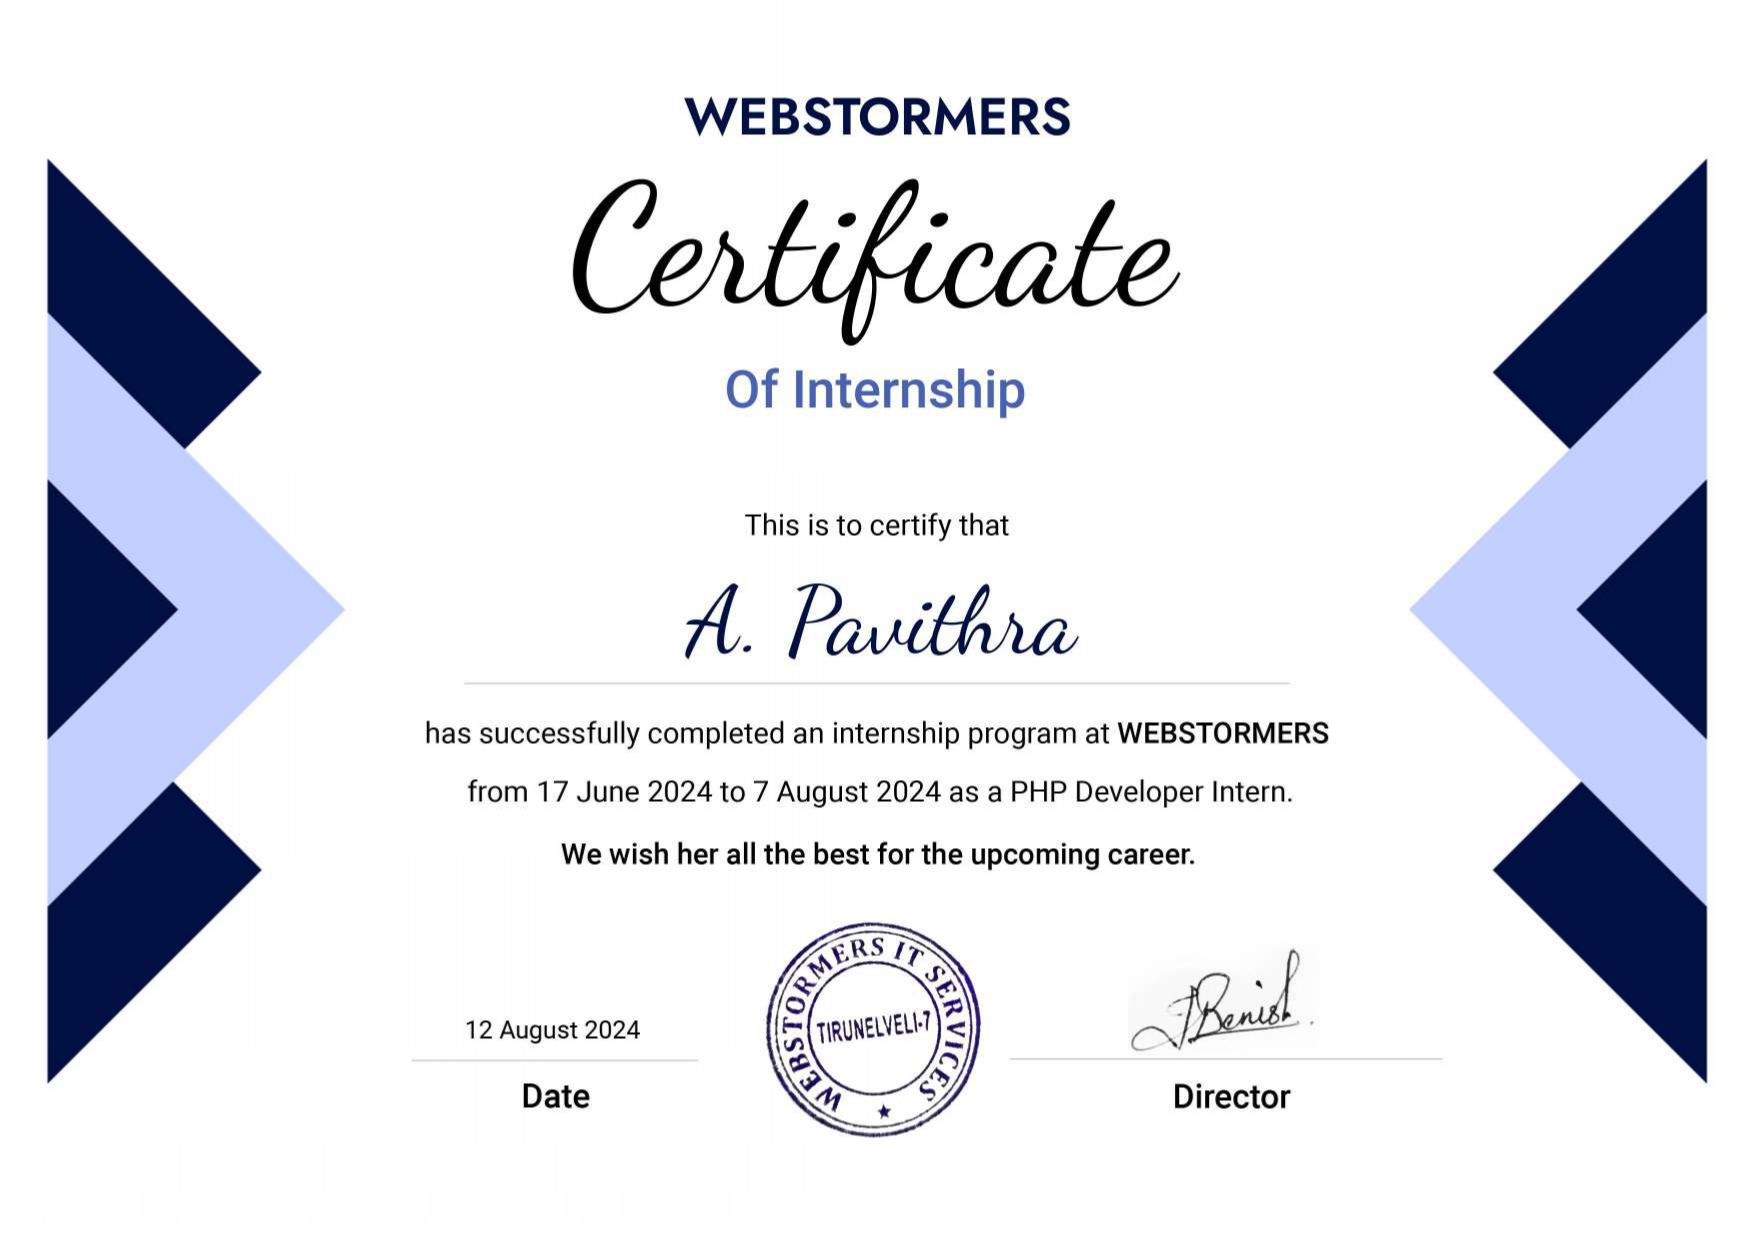 WEBSTORMERS
Certificate
Of Internship
This is to certify that
A. Pavithra
has successfully completed an internship program at WEBSTORMERS
from 17 June 2024 to 7 August 2024 as a PHP Developer Intern.
We wish her all the best for the upcoming career.
12 August 2024
Date
WEBSTORMERS IT SERVICES
TIRUNELVELI-7
Benish
Director